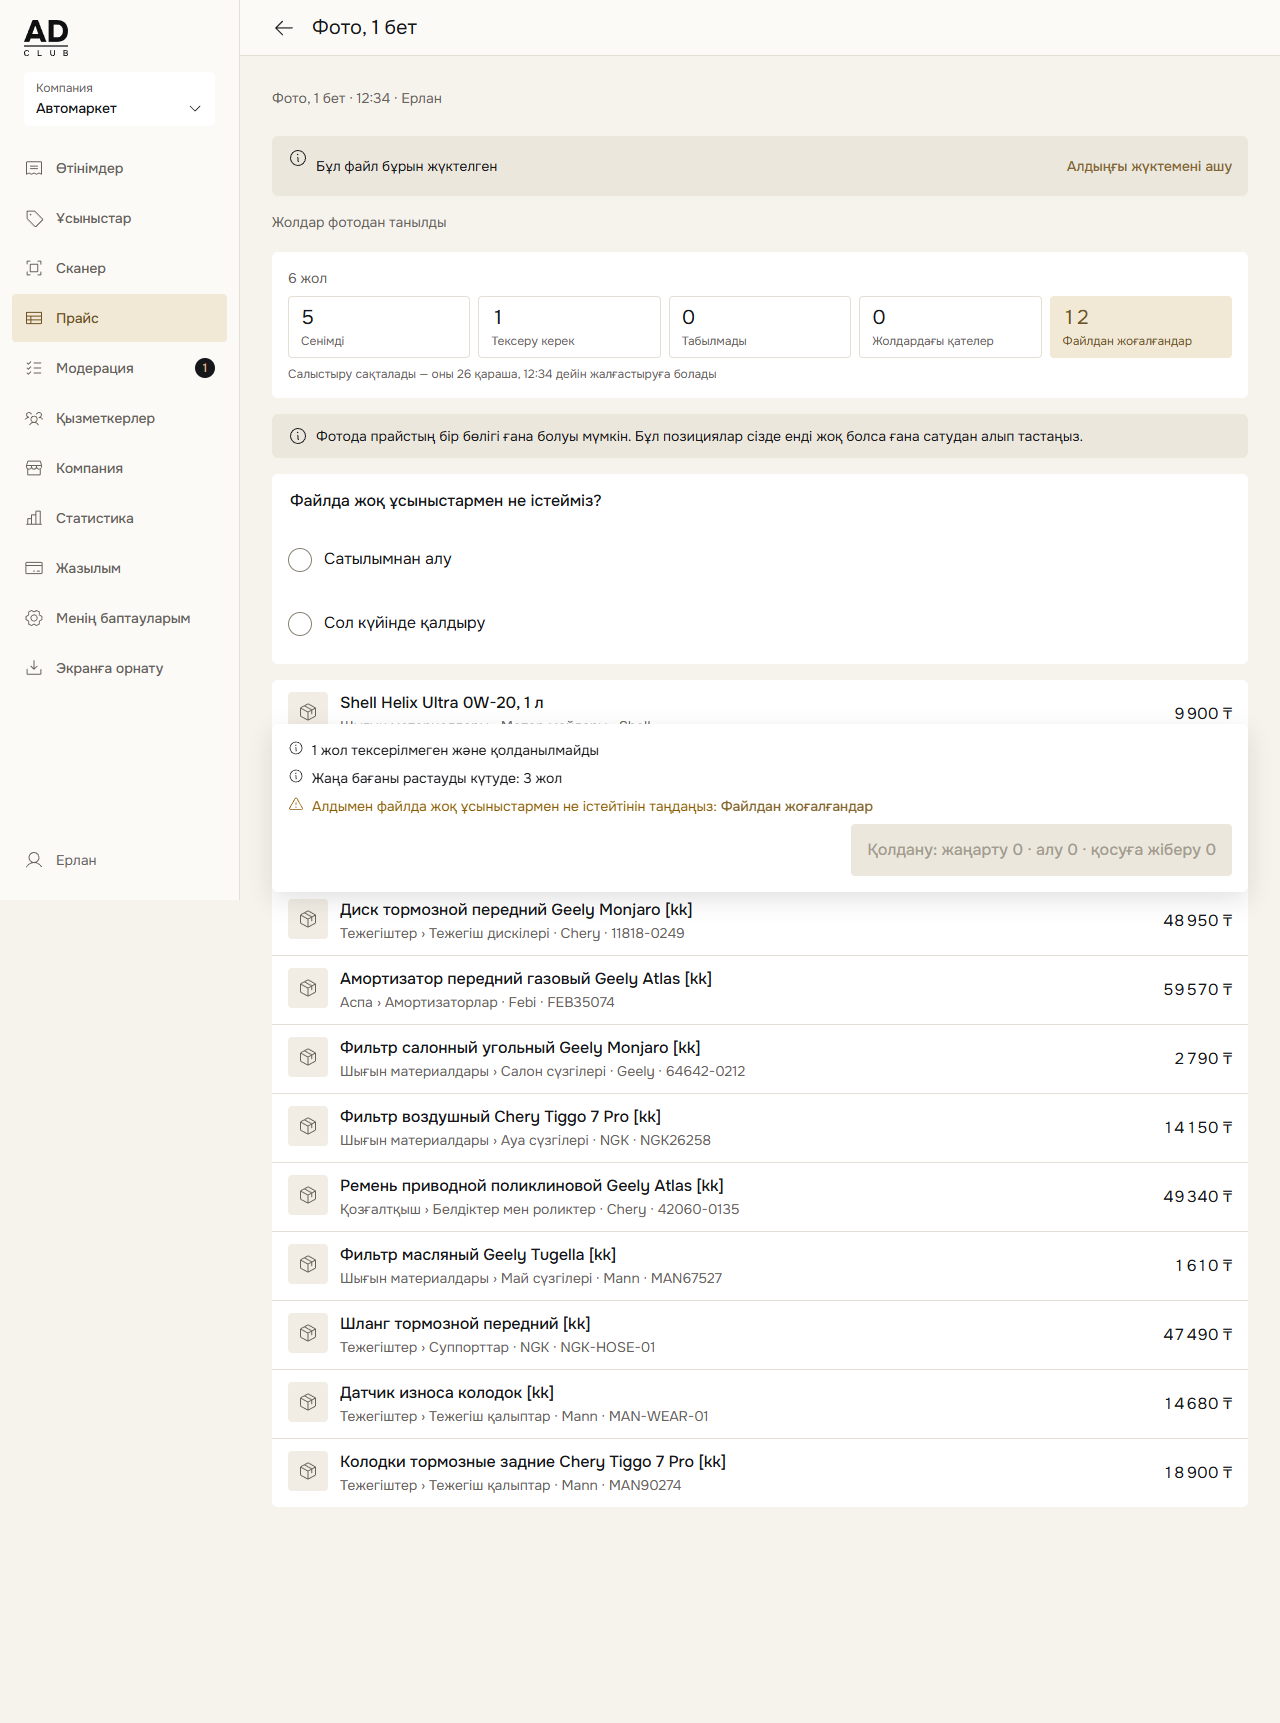 AD
CLUB
Компания
Автомаркет
Өтінімдер
Ұсыныстар
Сканер
Прайс
Модерация 1
Қызметкерлер
Компания
Статистика
Жазылым
Менің баптауларым
Экранға орнату
Ерлан
Фото, 1 бет
Фото, 1 бет · 12:34 · Ерлан
Бұл файл бұрын жүктелген
Алдыңғы жүктемені ашу
Жолдар фотодан танылды
6 жол
5
Сенімді
1
Тексеру керек
0
Табылмады
0
Жолдардағы қателер
12
Файлдан жоғалғандар
Салыстыру сақталады — оны 26 қараша, 12:34 дейін жалғастыруға болады
Фотода прайстың бір бөлігі ғана болуы мүмкін. Бұл позициялар сізде енді жоқ болса ғана сатудан алып тастаңыз.
Файлда жоқ ұсыныстармен не істейміз?
Сатылымнан алу
Сол күйінде қалдыру
Shell Helix Ultra 0W-20, 1 л
9 900 ₸
1 жол тексерілмеген және қолданылмайды
Жаңа бағаны растауды күтуде: 3 жол
Алдымен файлда жоқ ұсыныстармен не істейтінін таңдаңыз: Файлдан жоғалғандар
Қолдану: жаңарту 0 · алу 0 · қосуға жіберу 0
Диск тормозной передний Geely Monjaro [kk]
Тежегіштер › Тежегіш дискілері · Chery · 11818-0249
48 950 ₸
Амортизатор передний газовый Geely Atlas [kk]
Аспа › Амортизаторлар · Febi · FEB35074
59 570 ₸
Фильтр салонный угольный Geely Monjaro [kk]
Шығын материалдары › Салон сүзгілері · Geely · 64642-0212
2 790 ₸
Фильтр воздушный Chery Tiggo 7 Pro [kk]
Шығын материалдары › Ауа сүзгілері · NGK · NGK26258
14 150 ₸
Ремень приводной поликлиновой Geely Atlas [kk]
Қозғалтқыш › Белдіктер мен роликтер · Chery · 42060-0135
49 340 ₸
Фильтр масляный Geely Tugella [kk]
Шығын материалдары › Май сүзгілері · Mann · MAN67527
1 610 ₸
Шланг тормозной передний [kk]
Тежегіштер › Суппорттар · NGK · NGK-HOSE-01
47 490 ₸
Датчик износа колодок [kk]
Тежегіштер › Тежегіш қалыптар · Mann · MAN-WEAR-01
14 680 ₸
Колодки тормозные задние Chery Tiggo 7 Pro [kk]
Тежегіштер › Тежегіш қалыптар · Mann · MAN90274
18 900 ₸